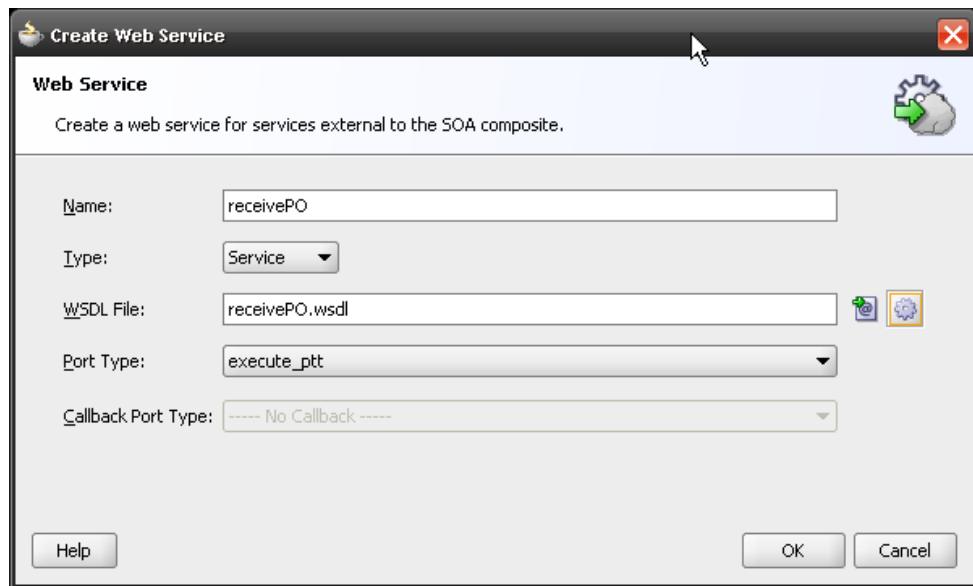 Create Web Service
Web Service
Create a web service for services external to the SOA composite.
Name: receivePO
Type: Service
WSDL File: receivePO.wsdl
Port Type: execute_ptt
Callback Port Type: ----- No Callback -----
Help OK Cancel